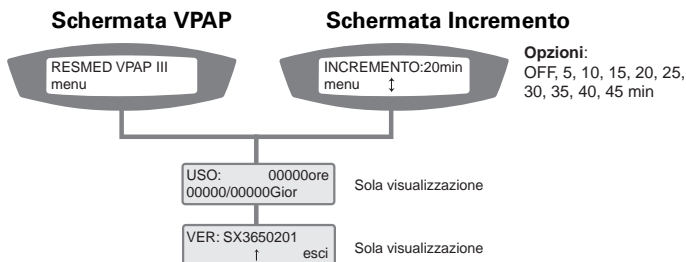 Schermata VPAP
Schermata Incremento
RESMED VPAP III
menu
INCREMENTO:20min
menu ↕
Opzioni:
OFF, 5, 10, 15, 20, 25,
30, 35, 40, 45 min
USO: 00000ore
00000/00000Gior
Sola visualizzazione
VER: SX3650201
↑ esci
Sola visualizzazione